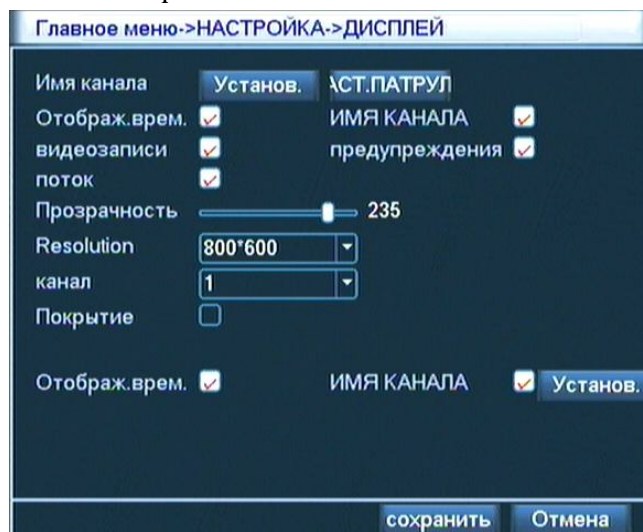 Главное меню->НАСТРОЙКА->ДИСПЛЕЙ
Имя канала Установ. АСТ.ПАТРУЛ
Отображ.врем. ИМЯ КАНАЛА
видеозаписи предупреждения
поток
Прозрачность 235
Resolution 800*600
канал 1
Покрытие
Отображ.врем. ИМЯ КАНАЛА Установ.
сохранить Отмена